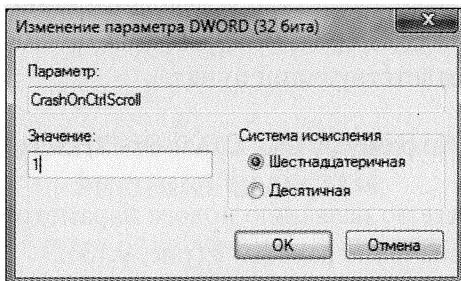 Изменение параметра DWORD (32 бита)
Параметр:
CrashOnCtrlScroll
Значение:
1
Система исчисления
Шестнадцатеричная
Десятичная
OK
Отмена